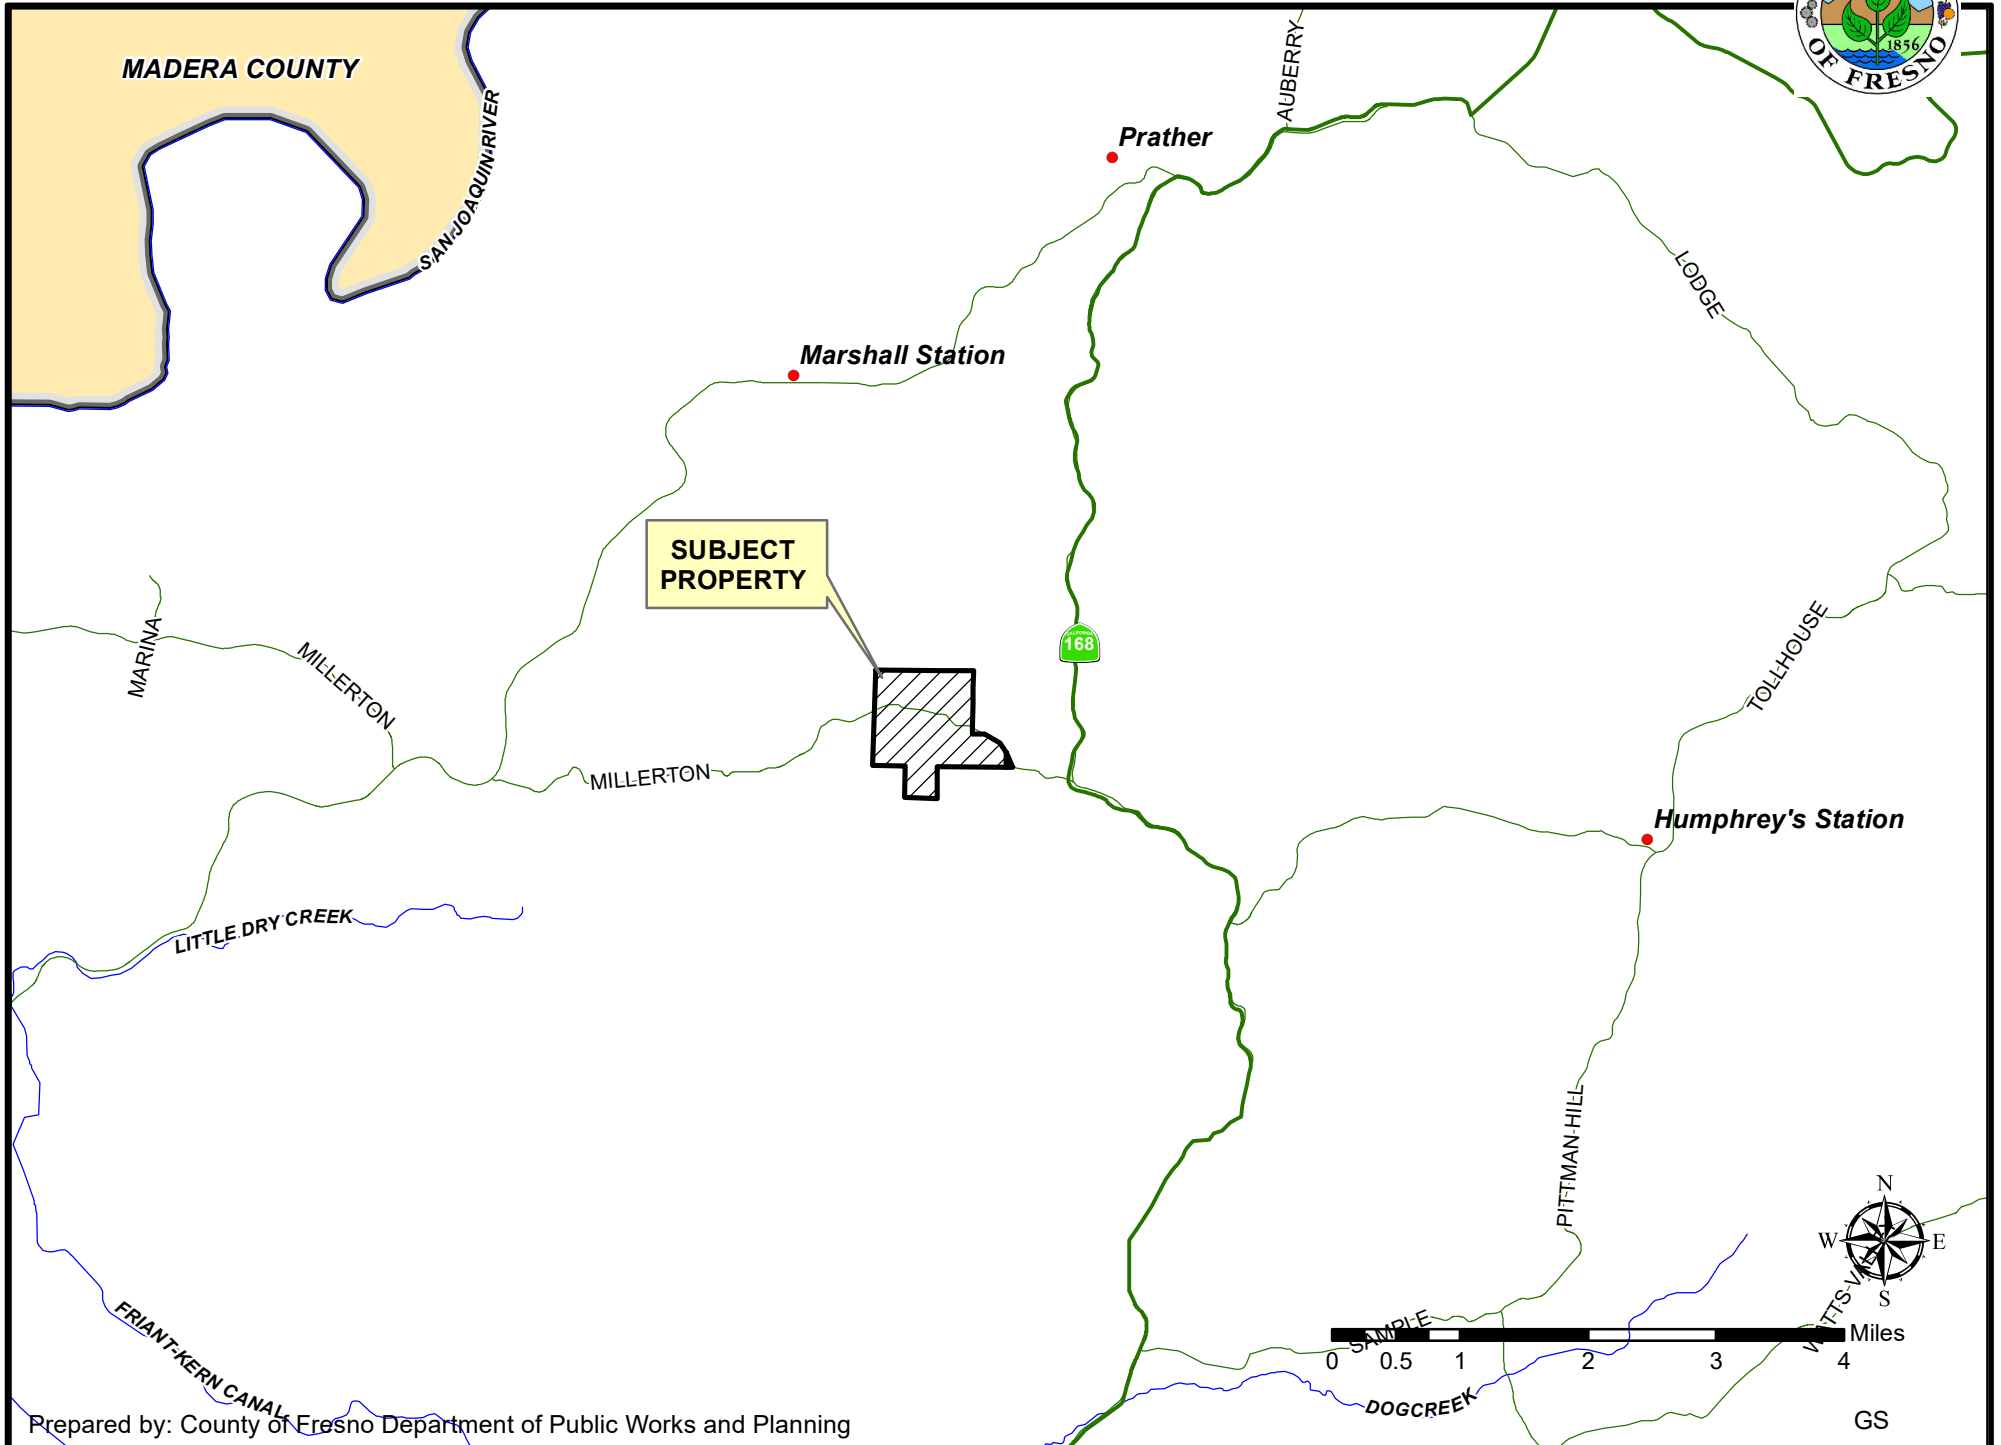 MADERA COUNTY
SAN JOAQUIN RIVER
AUBERRY
1856
OF FRESNO
Prather
LODGE
Marshall Station
SUBJECT
PROPERTY
CALIFORNIA
168
MARINA
MILLERTON
TOLLHOUSE
MILLERTON
Humphrey's Station
LITTLE DRY CREEK
PITTMAN HILL
N
W
E
S
FRIANT-KERN CANAL
SAMPLE
WATTS
Miles
0 0.5 1 2 3 4
DOGCREEK
Prepared by: County of Fresno Department of Public Works and Planning
GS